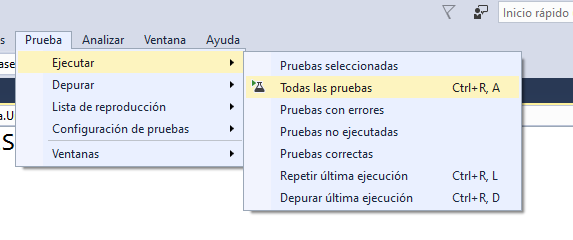 Inicio rápido
s Prueba Analizar Ventana Ayuda
ase
Ejecutar
Depurar
Lista de reproducción
Configuración de pruebas
Ventanas
Pruebas seleccionadas
Todas las pruebas Ctrl+R, A
Pruebas con errores
Pruebas no ejecutadas
Pruebas correctas
Repetir última ejecución Ctrl+R, L
Depurar última ejecución Ctrl+R, D
a.U
S